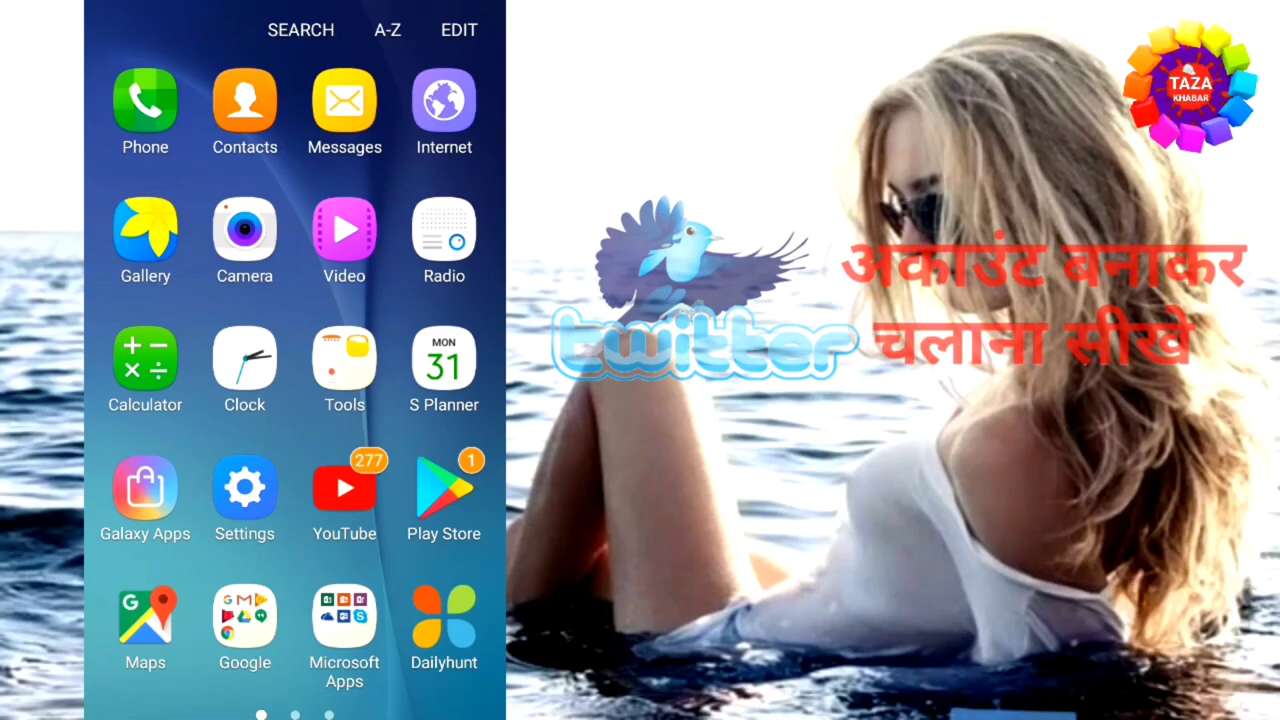 SEARCH A-Z EDIT
Phone Contacts Messages Internet
Gallery Camera Video Radio
MON
31
Calculator Clock Tools S Planner
277 1
Galaxy Apps Settings YouTube Play Store
G G M
Maps Google Microsoft Apps Dailyhunt
twitter
अकाउंट बनाकर
चलाना सीखे
TAZA
KHABAR